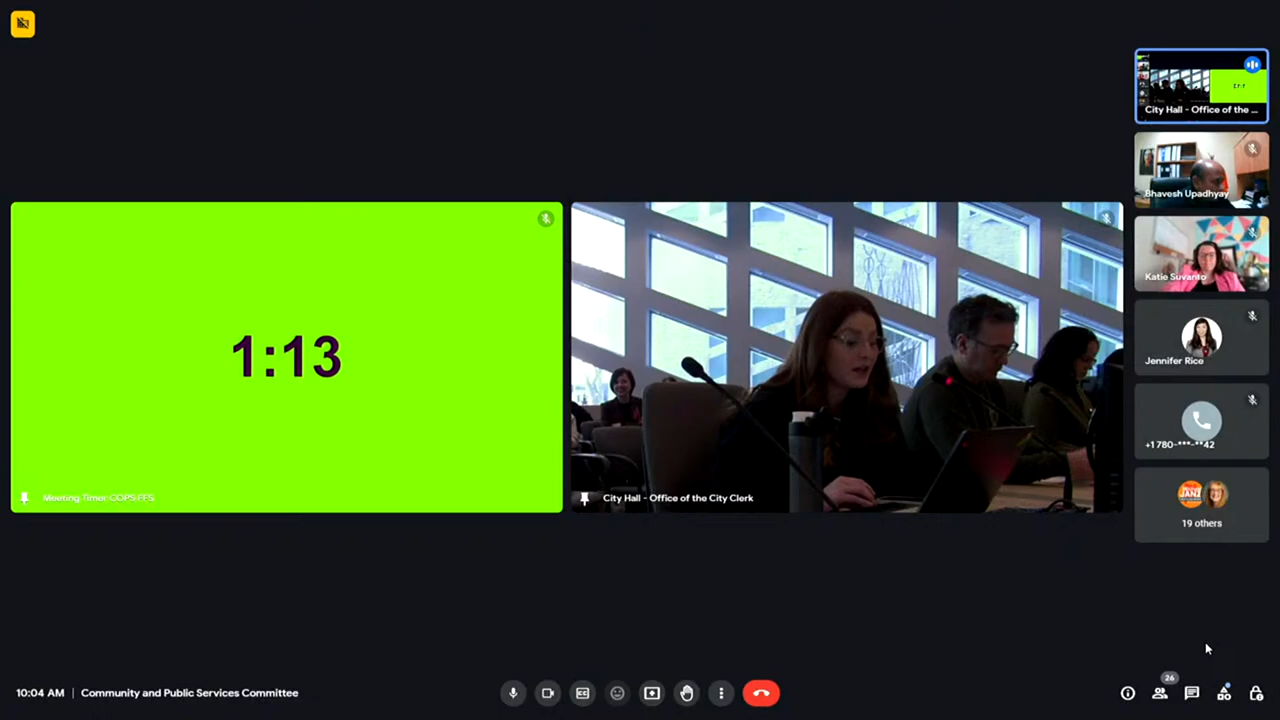 1:13
Meeting Timer COPS FFS
City Hall - Office of the City Clerk
City Hall - Office of the ...
Bhavesh Upadhyay
Katie Suvanto
Jennifer Rice
+1 780-***-**42
JANZ
19 others
10:04 AM | Community and Public Services Committee
26